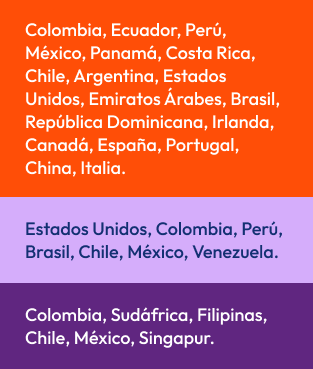 Colombia, Ecuador, Perú,
México, Panamá, Costa Rica,
Chile, Argentina, Estados
Unidos, Emiratos Árabes, Brasil,
República Dominicana, Irlanda,
Canadá, España, Portugal,
China, Italia.
Estados Unidos, Colombia, Perú,
Brasil, Chile, México, Venezuela.
Colombia, Sudáfrica, Filipinas,
Chile, México, Singapur.